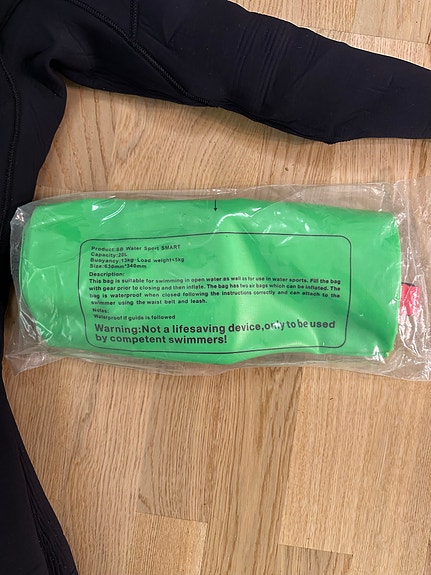 Product:SB Water Sport SMART
Capacity:20L
Buoyancy:13kg-Load weight<5kg
Size:630mm*340mm
Description:
This bag is suitable for swimming in open water as well as for use in water sports. Fill the bag
with gear prior to closing and then inflate. The bag has two air bages which can be inflated. The
bag is waterproof when closed following the instructions correctly and can attach to the
swimmer using the waist belt and leash.
Notes:
Waterproof if guide is followed
Warning:Not a lifesaving device,only to be used
by competent swimmers!